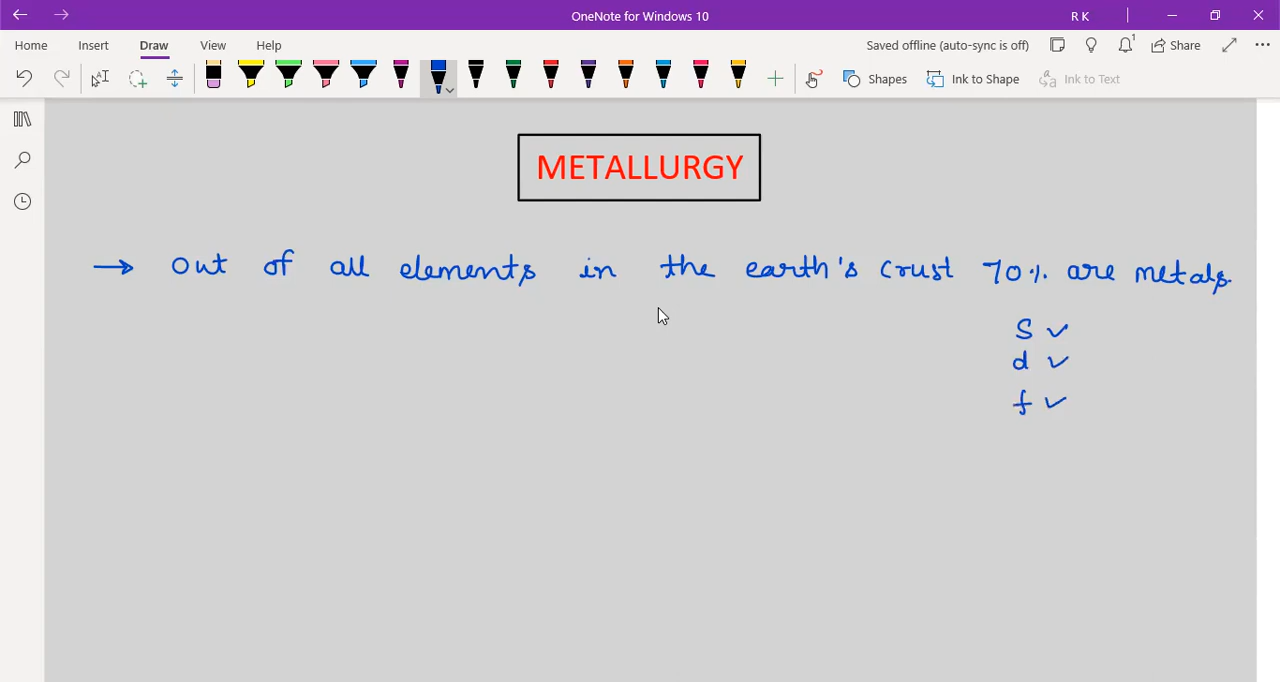 OneNote for Windows 10
R K
Home Insert Draw View Help
Saved offline (auto-sync is off)
1
Share
Shapes
Ink to Shape
Ink to Text
METALLURGY
→ Out of all elements in the earth's crust 70% are metals.
S ✓
d ✓
f ✓